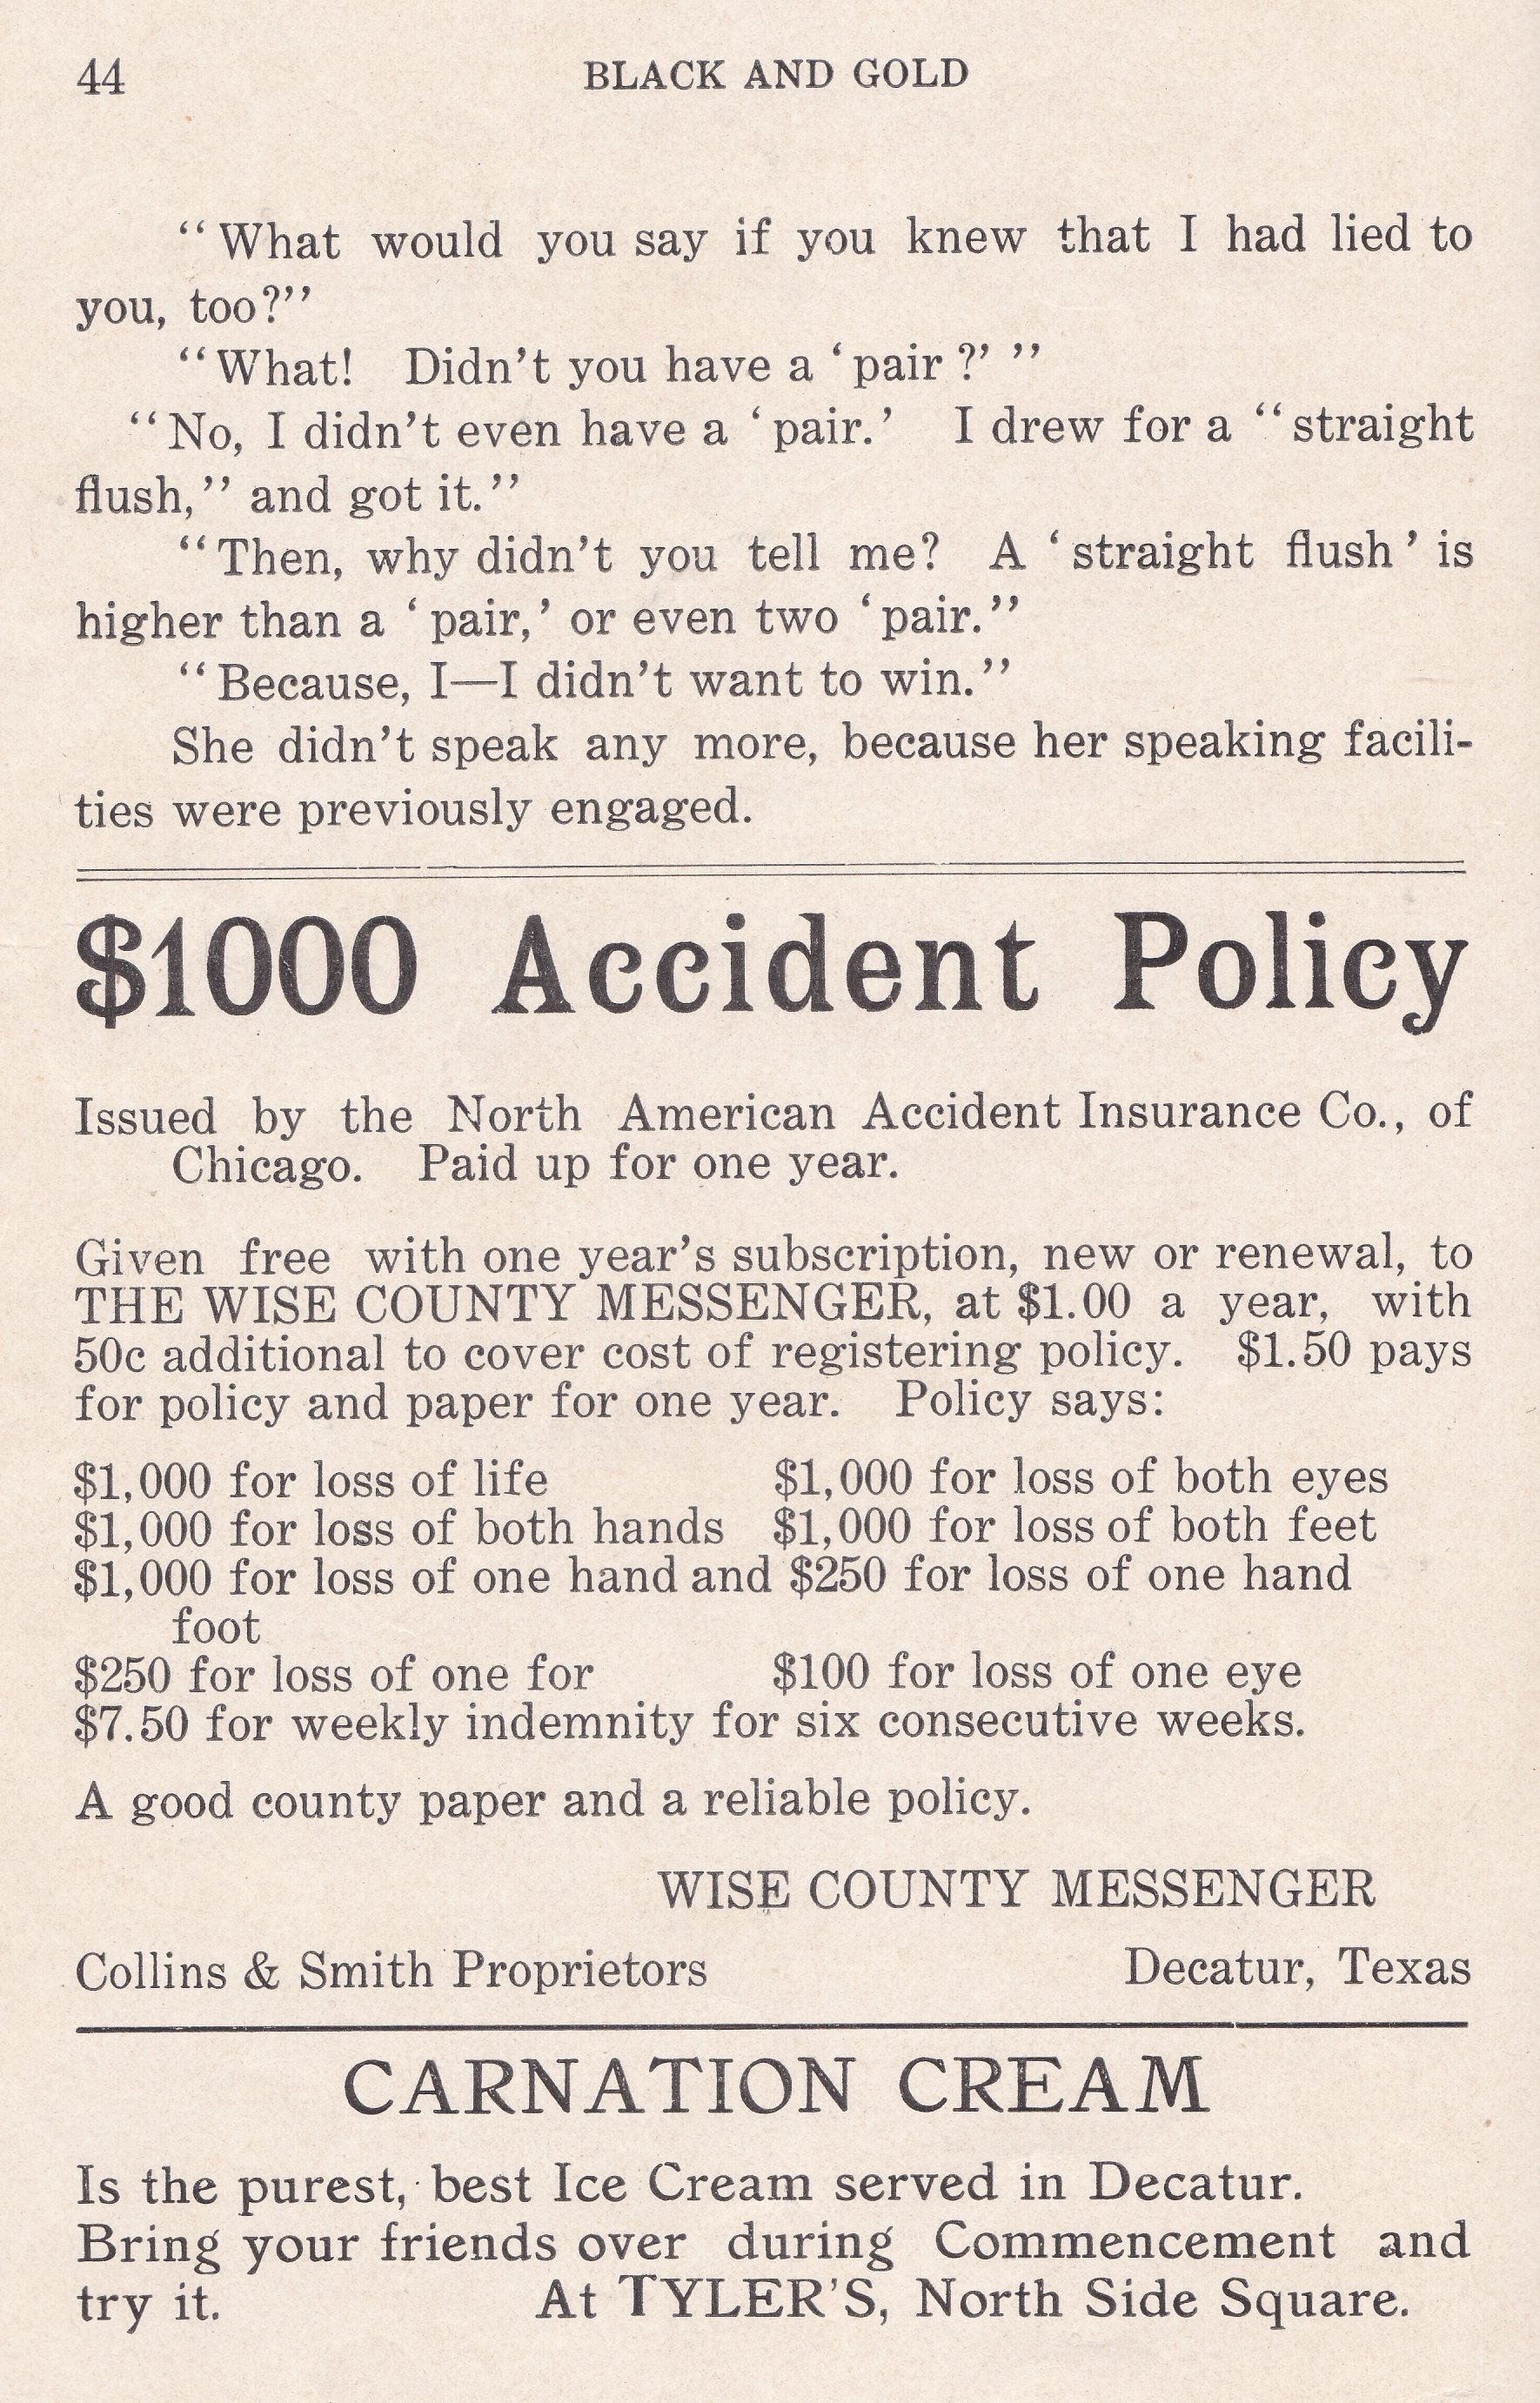 44 BLACK AND GOLD
“What would you say if you knew that I had lied to
you, too?”
“What! Didn’t you have a ‘pair?’ ”
“No, I didn’t even have a ‘pair.’ I drew for a “straight
flush,” and got it.”
“Then, why didn’t you tell me? A ‘straight flush’ is
higher than a ‘pair,’ or even two ‘pair.”
“Because, I—I didn’t want to win.”
She didn’t speak any more, because her speaking facili-
ties were previously engaged.
$1000 Accident Policy
Issued by the North American Accident Insurance Co., of
Chicago. Paid up for one year.
Given free with one year’s subscription, new or renewal, to
THE WISE COUNTY MESSENGER, at $1.00 a year, with
50c additional to cover cost of registering policy. $1.50 pays
for policy and paper for one year. Policy says:
$1,000 for loss of life $1,000 for loss of both eyes
$1,000 for loss of both hands $1,000 for loss of both feet
$1,000 for loss of one hand and $250 for loss of one hand
foot
$250 for loss of one for $100 for loss of one eye
$7.50 for weekly indemnity for six consecutive weeks.
A good county paper and a reliable policy.
WISE COUNTY MESSENGER
Collins & Smith Proprietors Decatur, Texas
CARNATION CREAM
Is the purest, best Ice Cream served in Decatur.
Bring your friends over during Commencement and
try it. At TYLER’S, North Side Square.